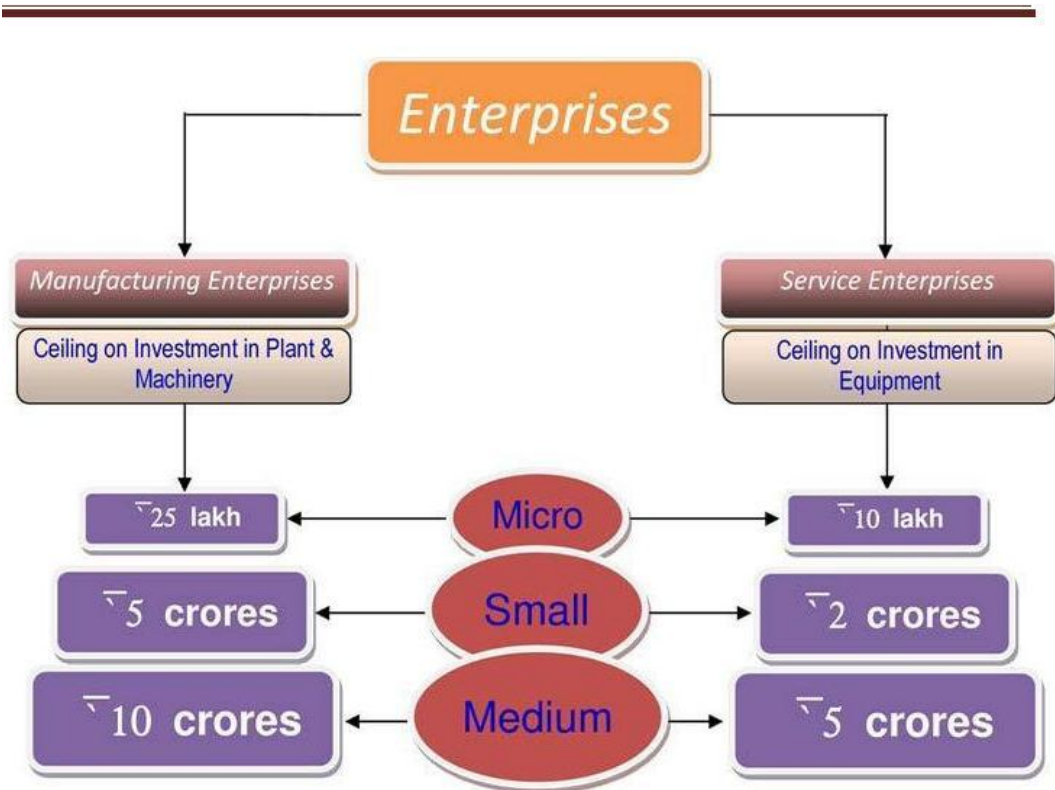 Enterprises
Manufacturing Enterprises
Service Enterprises
Ceiling on Investment in Plant &
Machinery
Ceiling on Investment in
Equipment
₹25 lakh
Micro
₹10 lakh
₹5 crores
Small
₹2 crores
₹10 crores
Medium
₹5 crores